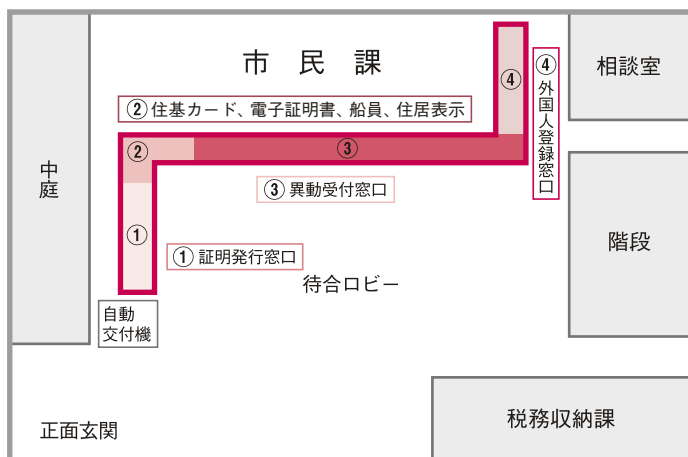 市民課
相談室
④外国人登録窓口
④
②住基カード、電子証明書、船員、住居表示
②
③
中庭
③異動受付窓口
①
①証明発行窓口
階段
待合ロビー
自動
交付機
正面玄関
税務収納課